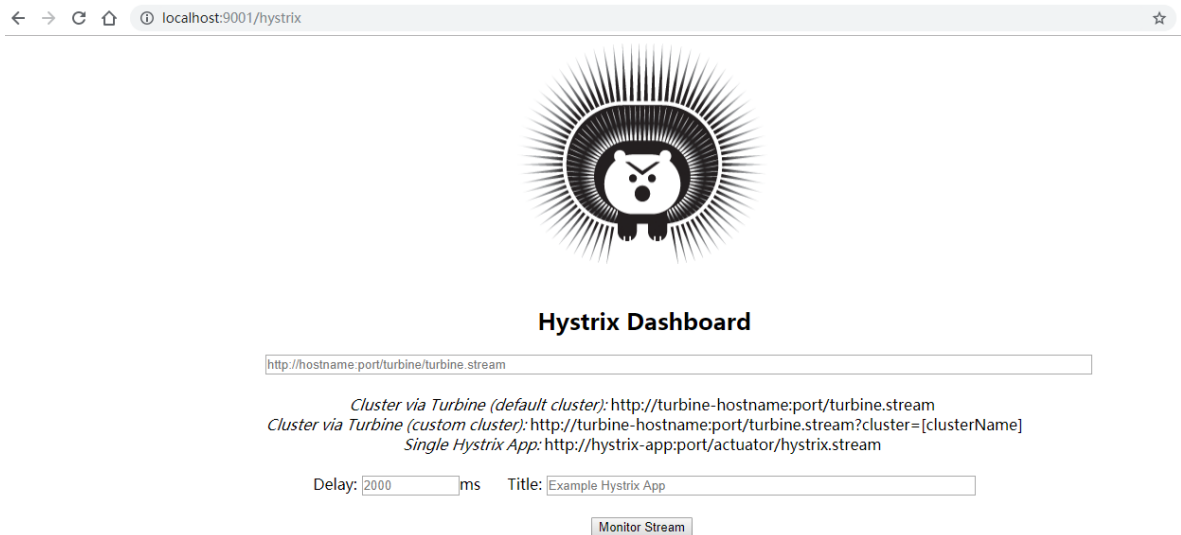 localhost:9001/hystrix
Hystrix Dashboard
http://hostname:port/turbine/turbine.stream
Cluster via Turbine (default cluster): http://turbine-hostname:port/turbine.stream
Cluster via Turbine (custom cluster): http://turbine-hostname:port/turbine.stream?cluster=[clusterName]
Single Hystrix App: http://hystrix-app:port/actuator/hystrix.stream
Delay: 2000 ms Title: Example Hystrix App
Monitor Stream